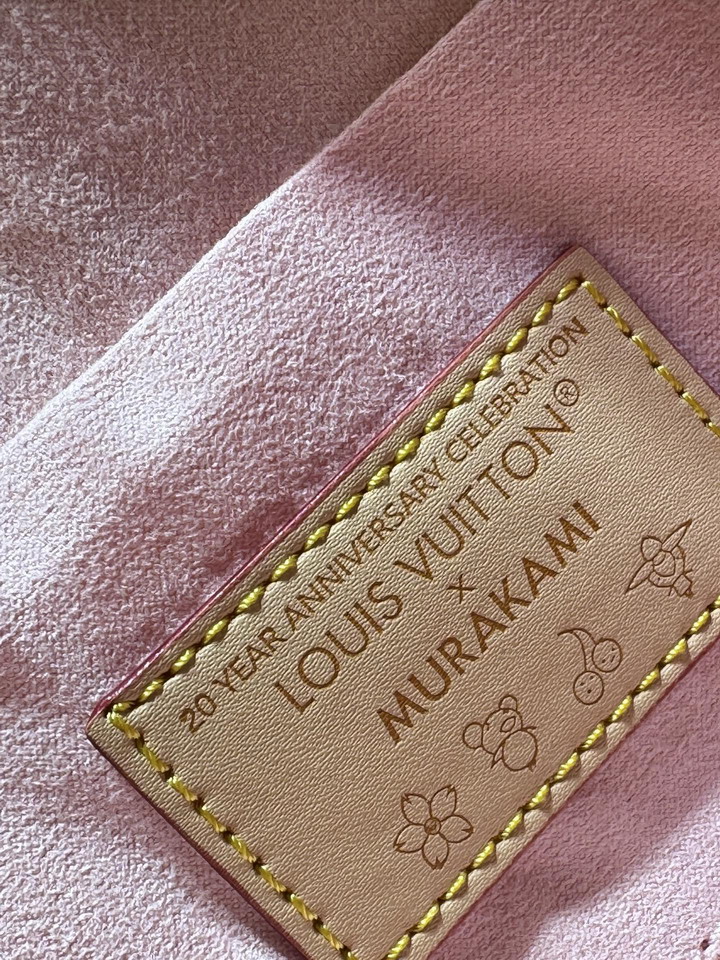 20 YEAR ANNIVERSARY CELEBRATION
LOUIS VUITTON®
×
MURAKAMI